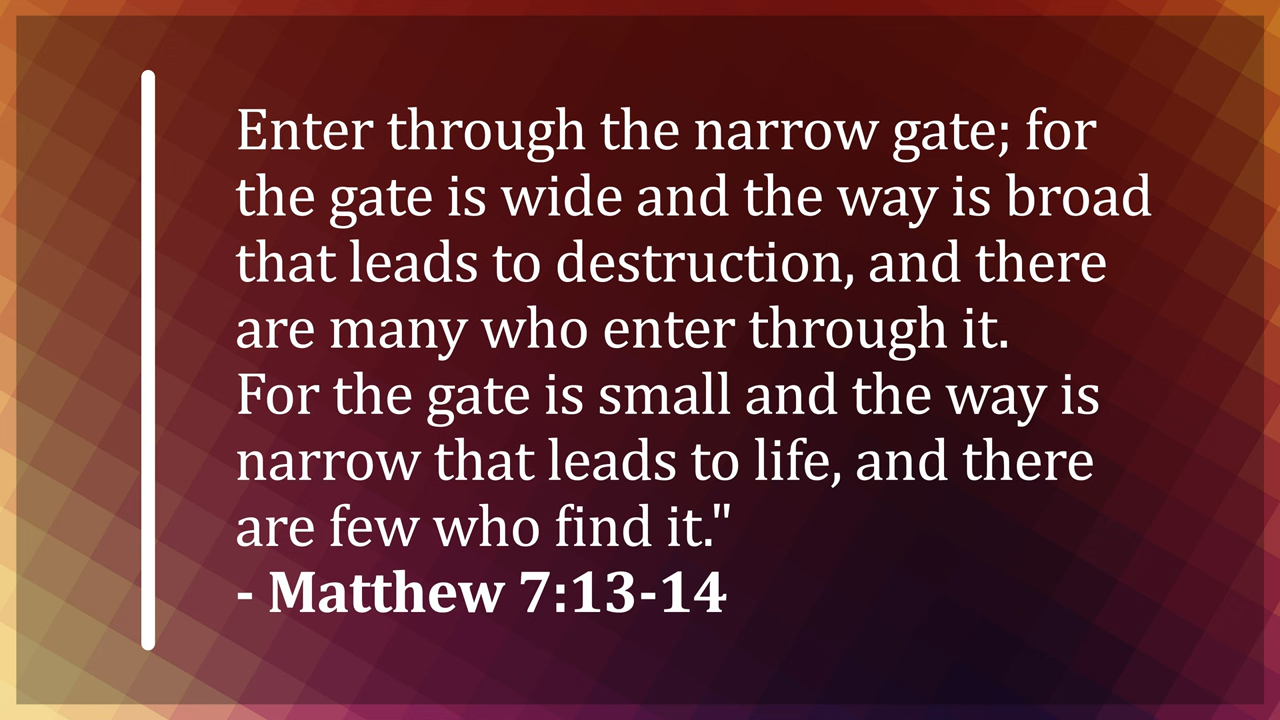 Enter through the narrow gate; for
the gate is wide and the way is broad
that leads to destruction, and there
are many who enter through it.
For the gate is small and the way is
narrow that leads to life, and there
are few who find it."
- Matthew 7:13-14